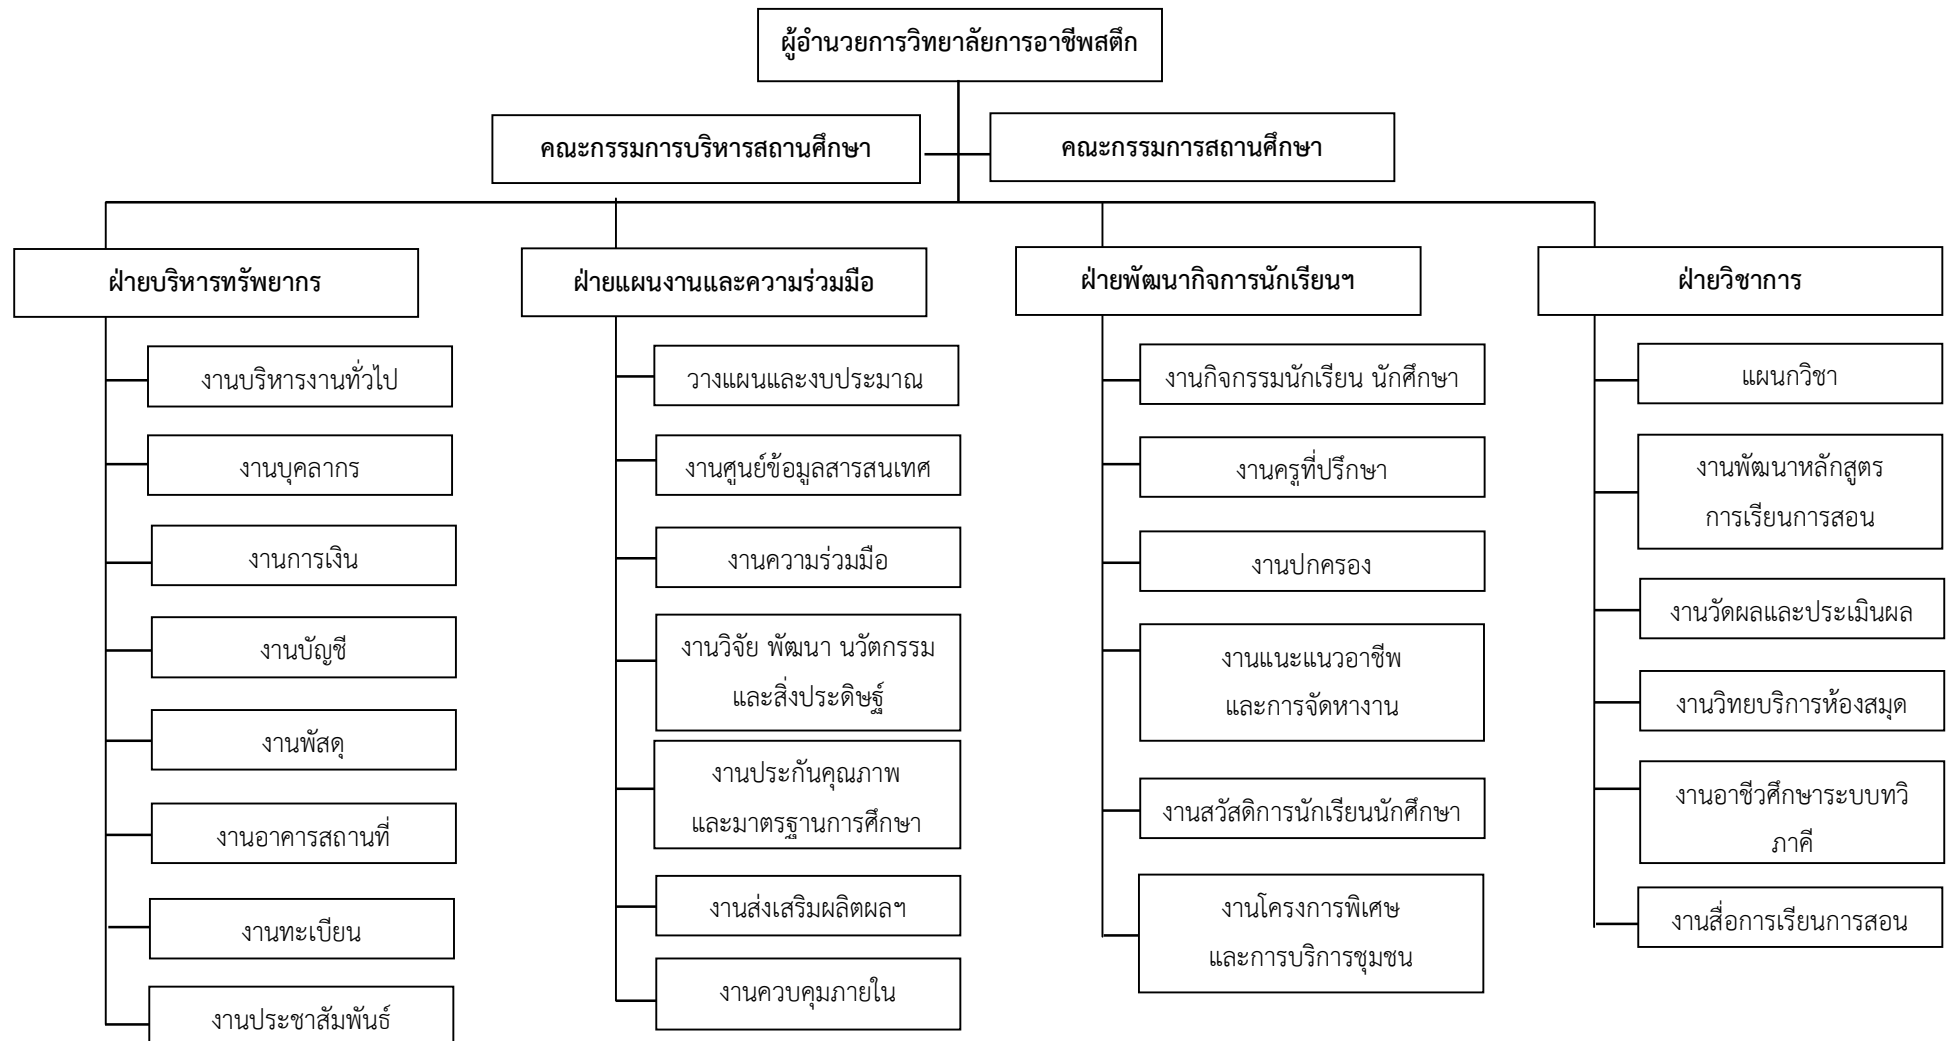 ผู้อำนวยการวิทยาลัยการอาชีพสตึก
คณะกรรมการบริหารสถานศึกษา
คณะกรรมการสถานศึกษา
ฝ่ายบริหารทรัพยากร
งานบริหารงานทั่วไป
งานบุคลากร
งานการเงิน
งานบัญชี
งานพัสดุ
งานอาคารสถานที่
งานทะเบียน
งานประชาสัมพันธ์
ฝ่ายแผนงานและความร่วมมือ
วางแผนและงบประมาณ
งานศูนย์ข้อมูลสารสนเทศ
งานความร่วมมือ
งานวิจัย พัฒนา นวัตกรรม
และสิ่งประดิษฐ์
งานประกันคุณภาพ
และมาตรฐานการศึกษา
งานส่งเสริมผลิตผลฯ
งานควบคุมภายใน
ฝ่ายพัฒนากิจการนักเรียนฯ
งานกิจกรรมนักเรียน นักศึกษา
งานครูที่ปรึกษา
งานปกครอง
งานแนะแนวอาชีพ
และการจัดหางาน
งานสวัสดิการนักเรียนนักศึกษา
งานโครงการพิเศษ
และการบริการชุมชน
ฝ่ายวิชาการ
แผนกวิชา
งานพัฒนาหลักสูตร
การเรียนการสอน
งานวัดผลและประเมินผล
งานวิทยบริการห้องสมุด
งานอาชีวศึกษาระบบทวิ
ภาคี
งานสื่อการเรียนการสอน